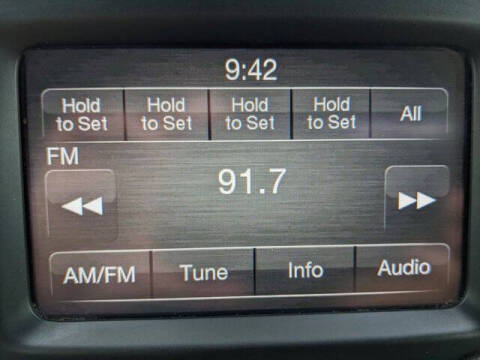 9:42
Hold to Set Hold to Set Hold to Set Hold to Set All
FM
91.7
AM/FM Tune Info Audio